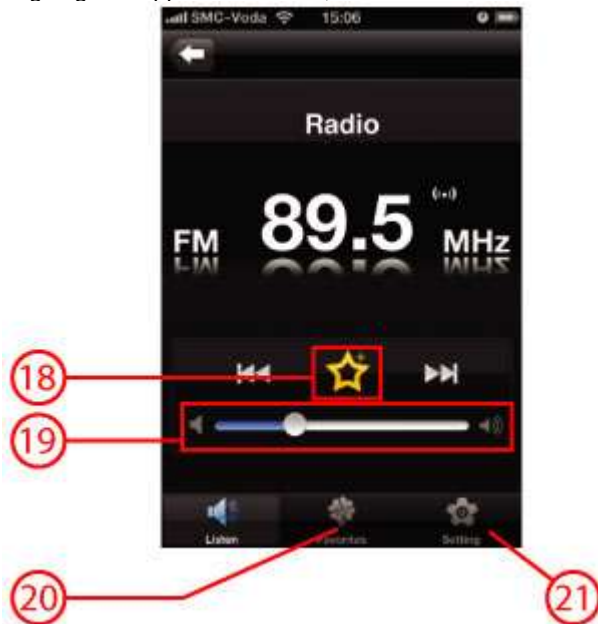 SMC-Voda 15:06
Radio
FM 89.5 MHz
18
19
Listen Favorites Setting
20 21